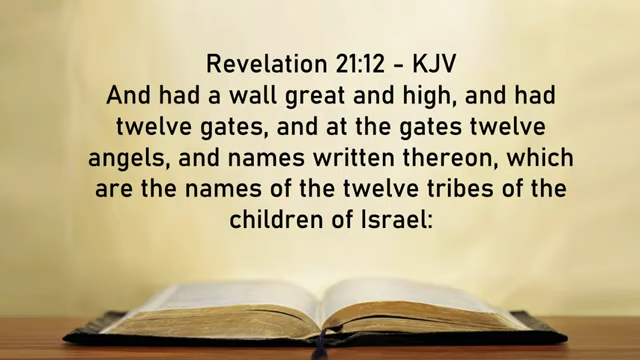 Revelation 21:12 - KJV
And had a wall great and high, and had
twelve gates, and at the gates twelve
angels, and names written thereon, which
are the names of the twelve tribes of the
children of Israel: